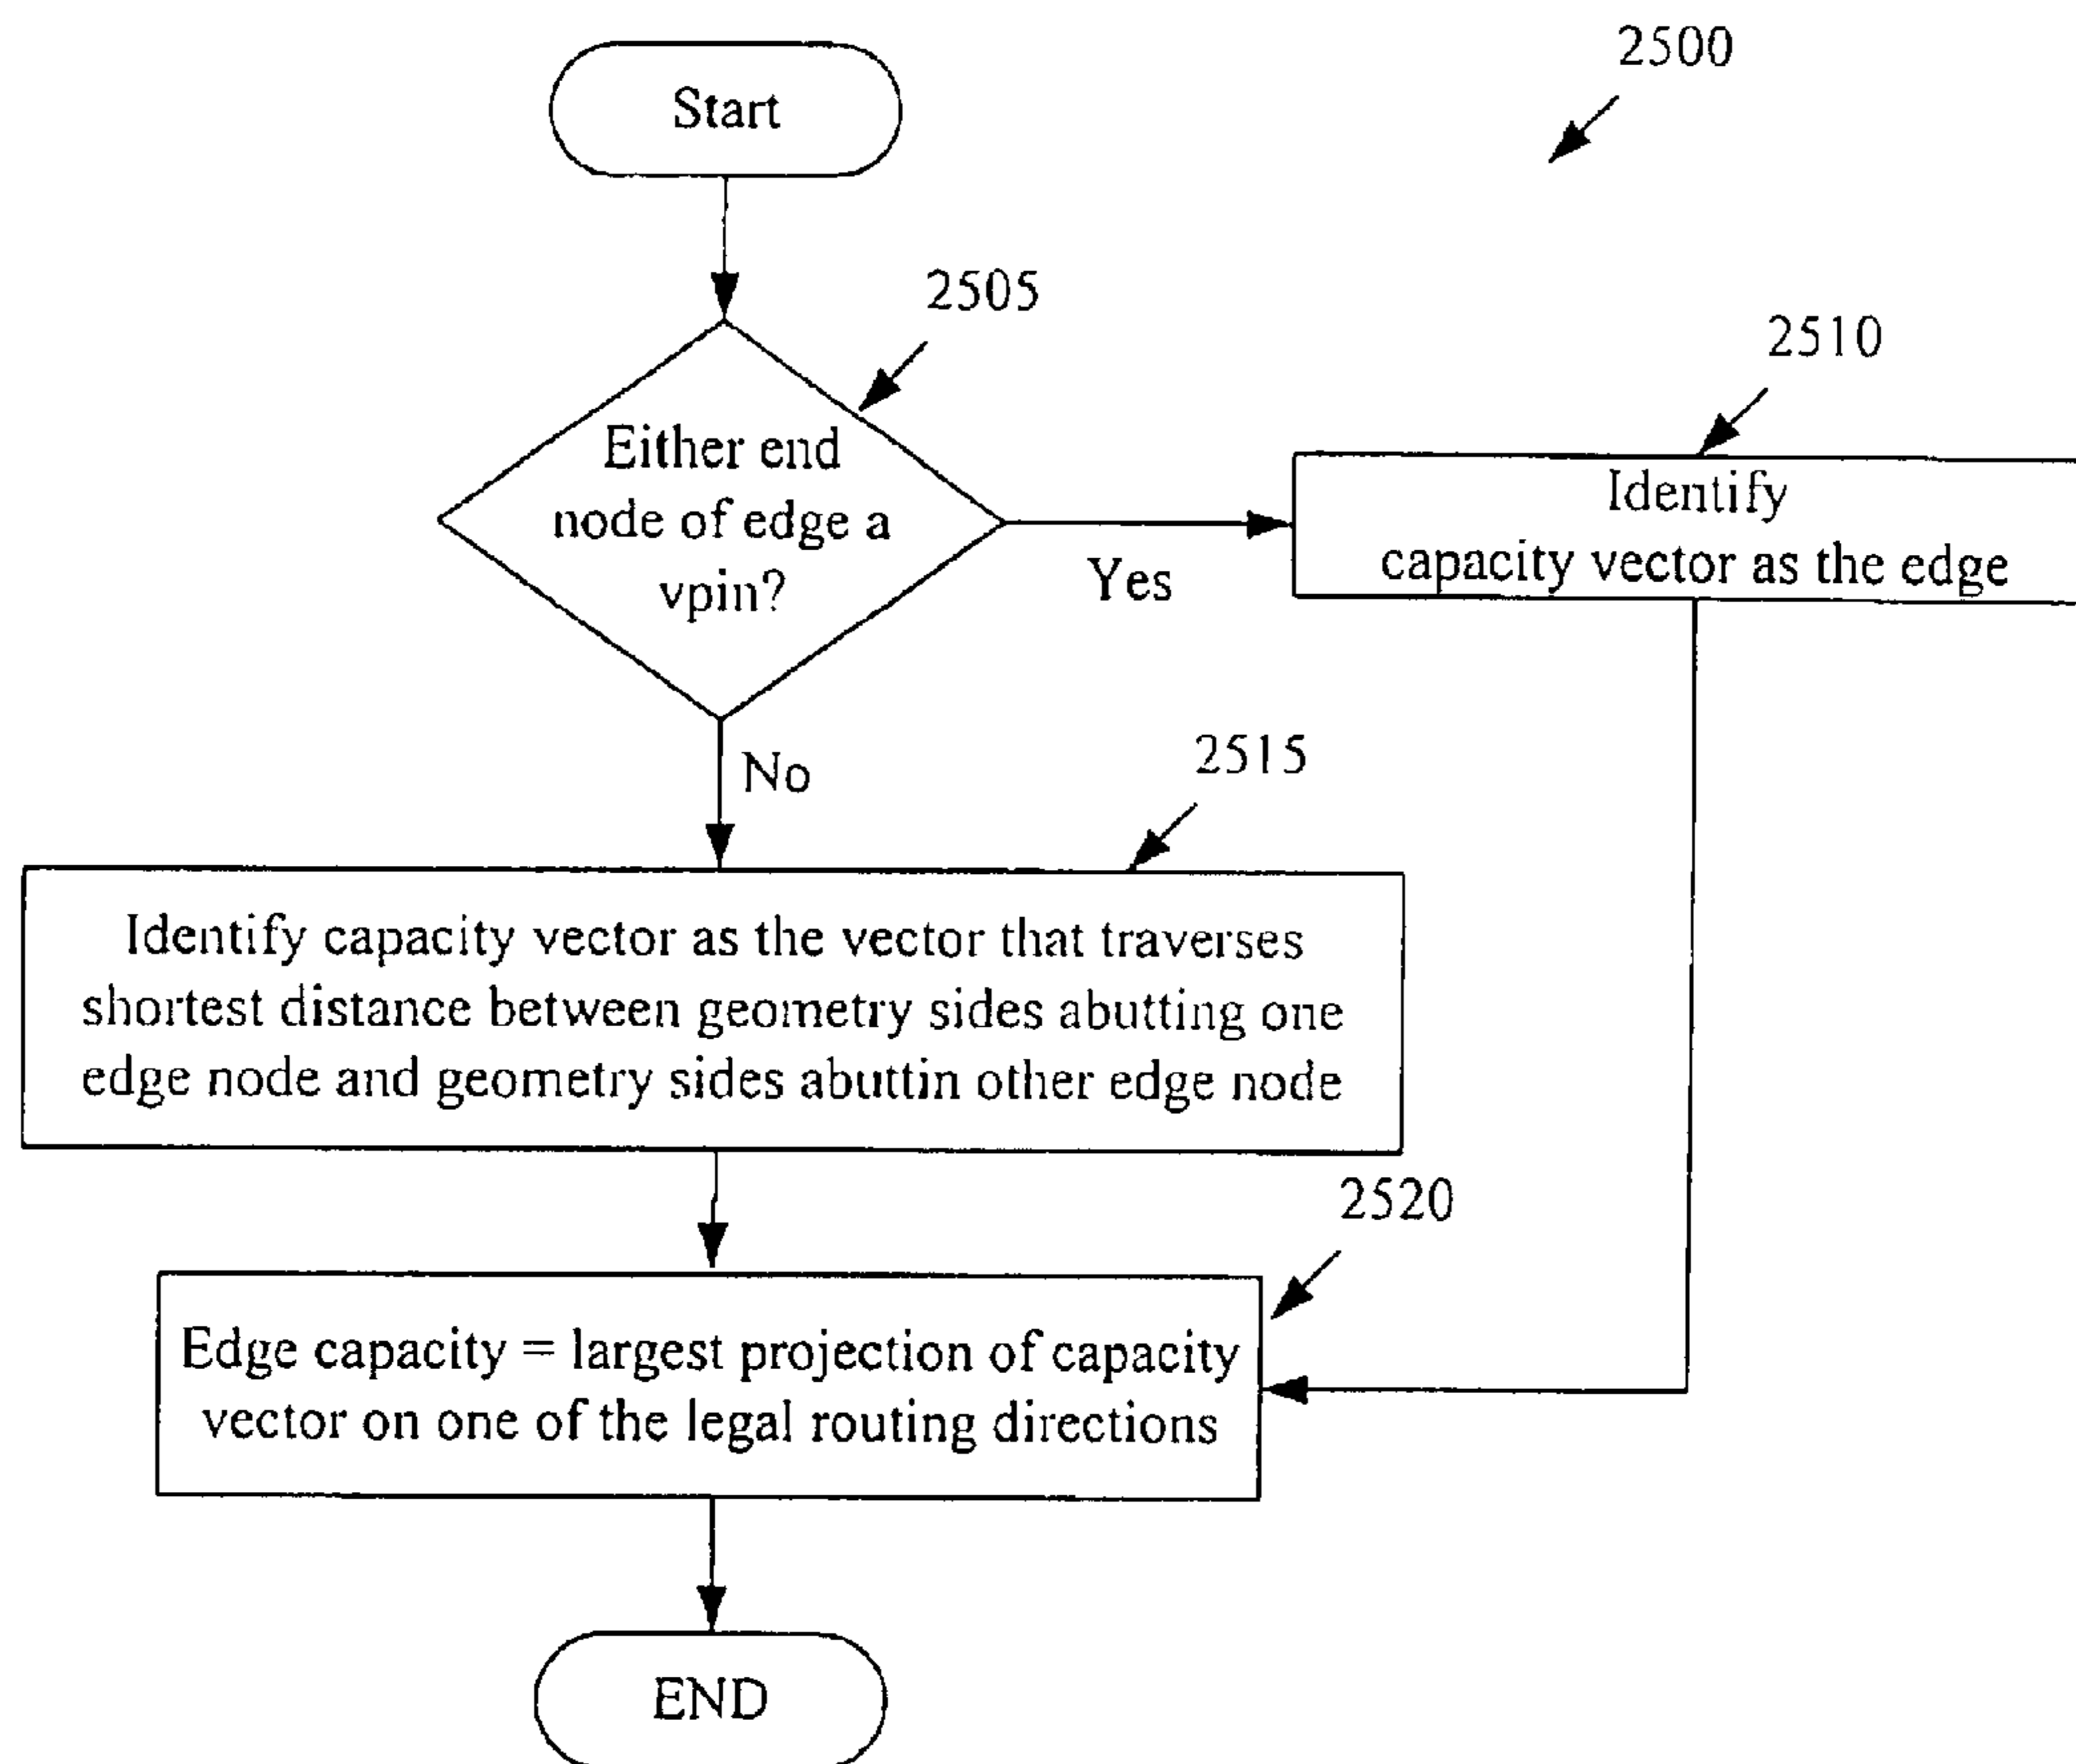 2500
Start
2505
Either end
node of edge a
vpin?
Yes
2510
Identify
capacity vector as the edge
No
2515
Identify capacity vector as the vector that traverses
shortest distance between geometry sides abutting one
edge node and geometry sides abuttin other edge node
2520
Edge capacity = largest projection of capacity
vector on one of the legal routing directions
END